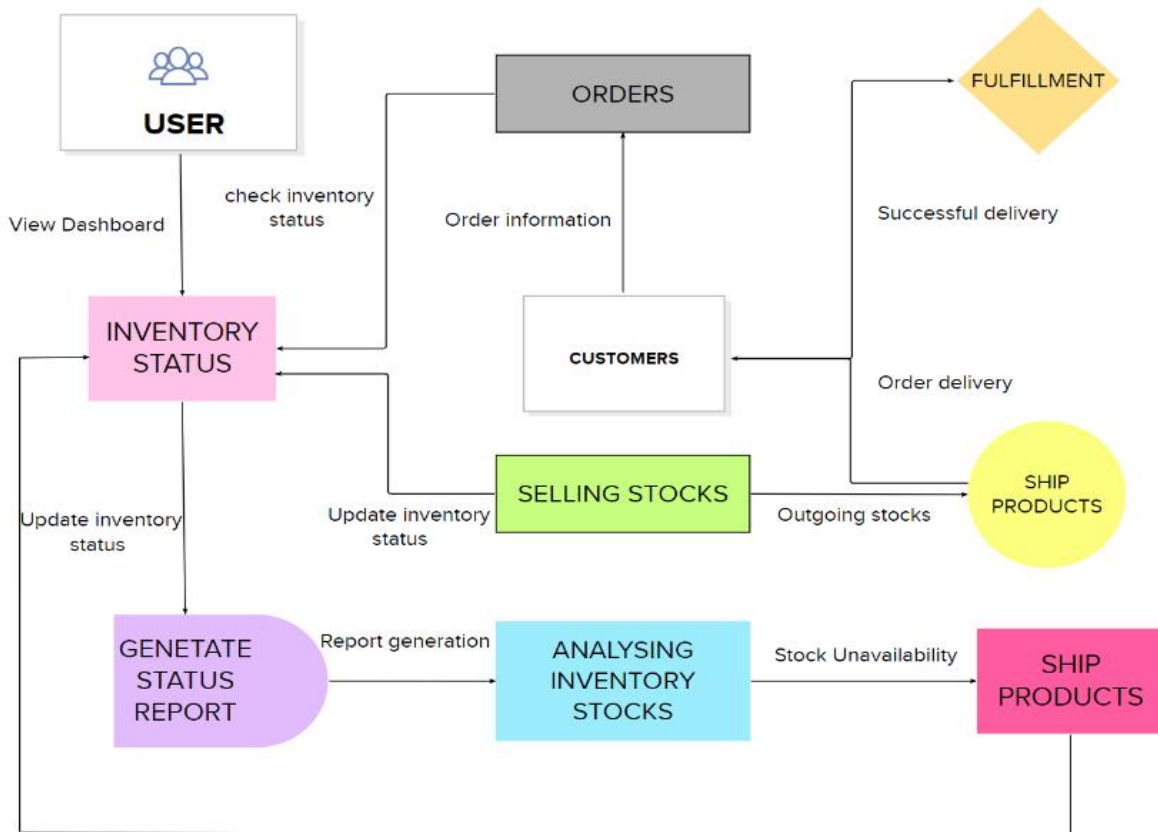 USER
ORDERS
FULFILLMENT
check inventory
status
View Dashboard
Order information
Successful delivery
INVENTORY
STATUS
CUSTOMERS
Order delivery
SELLING STOCKS
SHIP
PRODUCTS
Update inventory
status
Update inventory
status
Outgoing stocks
GENETATE
STATUS
REPORT
Report generation
ANALYSING
INVENTORY
STOCKS
Stock Unavailability
SHIP
PRODUCTS